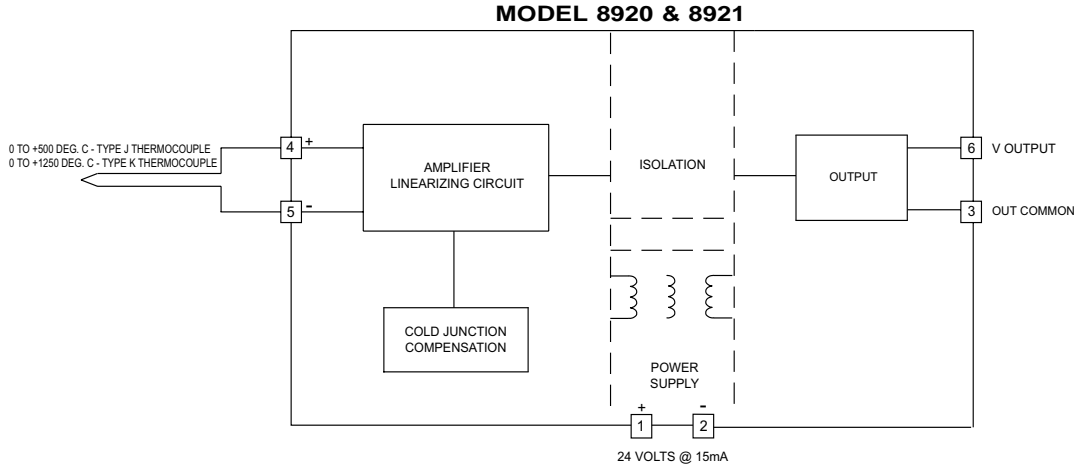 MODEL 8920 & 8921
0 TO +500 DEG. C - TYPE J THERMOCOUPLE
0 TO +1250 DEG. C - TYPE K THERMOCOUPLE
4 +
5 -
AMPLIFIER
LINEARIZING CIRCUIT
COLD JUNCTION
COMPENSATION
ISOLATION
POWER
SUPPLY
+ -
1 2
24 VOLTS @ 15mA
OUTPUT
6 V OUTPUT
3 OUT COMMON